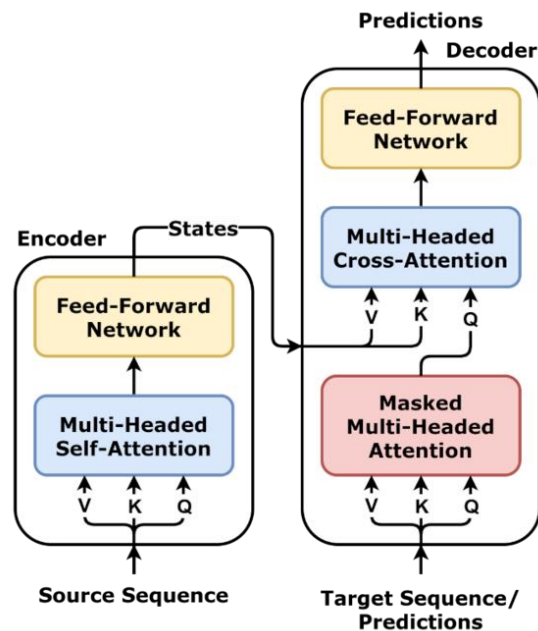 Predictions
Decoder
Feed-Forward
Network
Multi-Headed
Cross-Attention
V K Q
Masked
Multi-Headed
Attention
V K Q
Target Sequence/
Predictions
States
Encoder
Feed-Forward
Network
Multi-Headed
Self-Attention
V K Q
Source Sequence